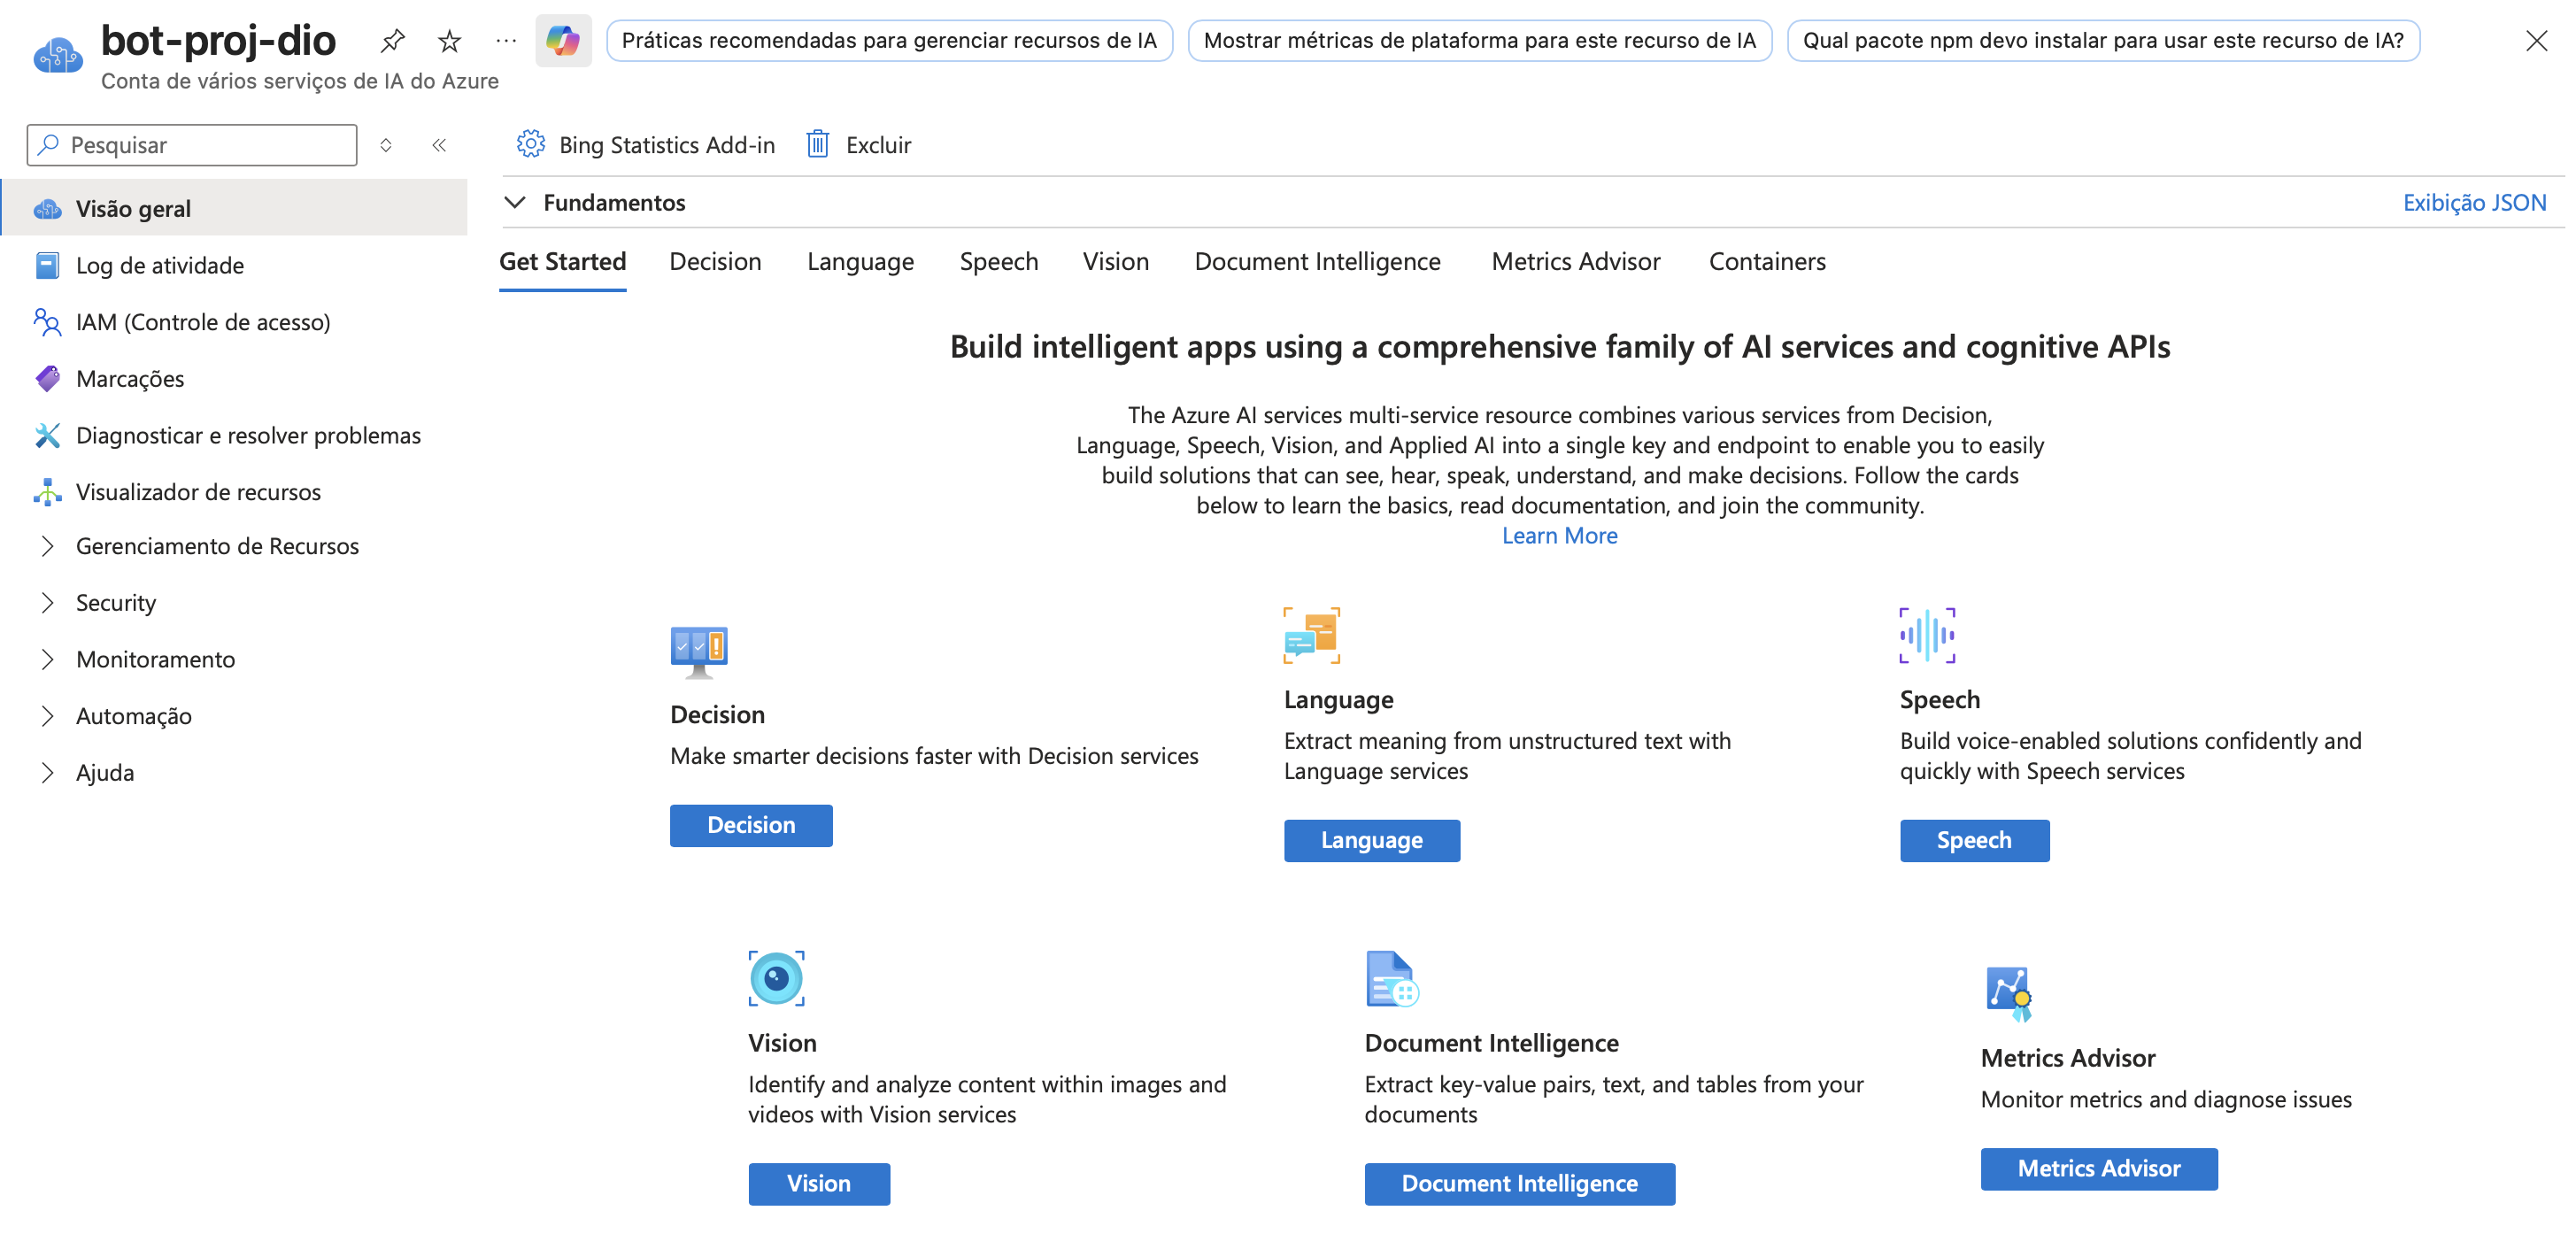 bot-proj-dio
Conta de vários serviços de IA do Azure
Práticas recomendadas para gerenciar recursos de IA
Mostrar métricas de plataforma para este recurso de IA
Qual pacote npm devo instalar para usar este recurso de IA?
Pesquisar
Visão geral
Log de atividade
IAM (Controle de acesso)
Marcações
Diagnosticar e resolver problemas
Visualizador de recursos
Gerenciamento de Recursos
Security
Monitoramento
Automação
Ajuda
Bing Statistics Add-in
Excluir
Fundamentos
Exibição JSON
Get Started
Decision
Language
Speech
Vision
Document Intelligence
Metrics Advisor
Containers
Build intelligent apps using a comprehensive family of AI services and cognitive APIs
The Azure AI services multi-service resource combines various services from Decision,
Language, Speech, Vision, and Applied AI into a single key and endpoint to enable you to easily
build solutions that can see, hear, speak, understand, and make decisions. Follow the cards
below to learn the basics, read documentation, and join the community.
Learn More
Decision
Make smarter decisions faster with Decision services
Decision
Language
Extract meaning from unstructured text with
Language services
Language
Speech
Build voice-enabled solutions confidently and
quickly with Speech services
Speech
Vision
Identify and analyze content within images and
videos with Vision services
Vision
Document Intelligence
Extract key-value pairs, text, and tables from your
documents
Document Intelligence
Metrics Advisor
Monitor metrics and diagnose issues
Metrics Advisor